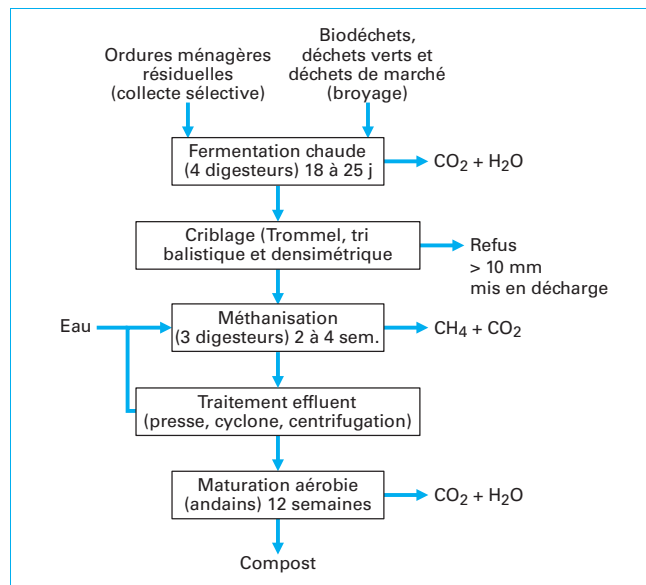 Ordures ménagères
résiduelles
(collecte sélective)
Biodéchets,
déchets verts et
déchets de marché
(broyage)
Fermentation chaude
(4 digesteurs) 18 à 25 j
CO₂ + H₂O
Criblage (Trommel, tri
balistique et densimétrique
Refus
> 10 mm
mis en décharge
Eau
Méthanisation
(3 digesteurs) 2 à 4 sem.
CH₄ + CO₂
Traitement effluent
(presse, cyclone, centrifugation)
Maturation aérobie
(andains) 12 semaines
CO₂ + H₂O
Compost